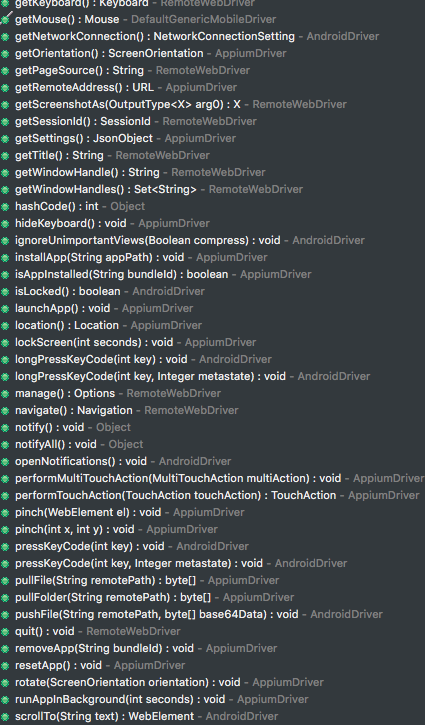 getKeyboard() : Keyboard - RemoteWebDriver
getMouse() : Mouse - DefaultGenericMobileDriver
getNetworkConnection() : NetworkConnectionSetting - AndroidDriver
getOrientation() : ScreenOrientation - AppiumDriver
getPageSource() : String - RemoteWebDriver
getRemoteAddress() : URL - AppiumDriver
getScreenshotAs(OutputType<X> arg0) : X - RemoteWebDriver
getSessionId() : SessionId - RemoteWebDriver
getSettings() : JsonObject - AppiumDriver
getTitle() : String - RemoteWebDriver
getWindowHandle() : String - RemoteWebDriver
getWindowHandles() : Set<String> - RemoteWebDriver
hashCode() : int - Object
hideKeyboard() : void - AppiumDriver
ignoreUnimportantViews(Boolean compress) : void - AndroidDriver
installApp(String appPath) : void - AppiumDriver
isAppInstalled(String bundleId) : boolean - AppiumDriver
isLocked() : boolean - AndroidDriver
launchApp() : void - AppiumDriver
location() : Location - AppiumDriver
lockScreen(int seconds) : void - AppiumDriver
longPressKeyCode(int key) : void - AndroidDriver
longPressKeyCode(int key, Integer metastate) : void - AndroidDriver
manage() : Options - RemoteWebDriver
navigate() : Navigation - RemoteWebDriver
notify() : void - Object
notifyAll() : void - Object
openNotifications() : void - AndroidDriver
performMultiTouchAction(MultiTouchAction multiAction) : void - AppiumDriver
performTouchAction(TouchAction touchAction) : TouchAction - AppiumDriver
pinch(WebElement el) : void - AppiumDriver
pinch(int x, int y) : void - AppiumDriver
pressKeyCode(int key) : void - AndroidDriver
pressKeyCode(int key, Integer metastate) : void - AndroidDriver
pullFile(String remotePath) : byte[] - AppiumDriver
pullFolder(String remotePath) : byte[] - AppiumDriver
pushFile(String remotePath, byte[] base64Data) : void - AndroidDriver
quit() : void - RemoteWebDriver
removeApp(String bundleId) : void - AppiumDriver
resetApp() : void - AppiumDriver
rotate(ScreenOrientation orientation) : void - AppiumDriver
runAppInBackground(int seconds) : void - AppiumDriver
scrollTo(String text) : WebElement - AndroidDriver